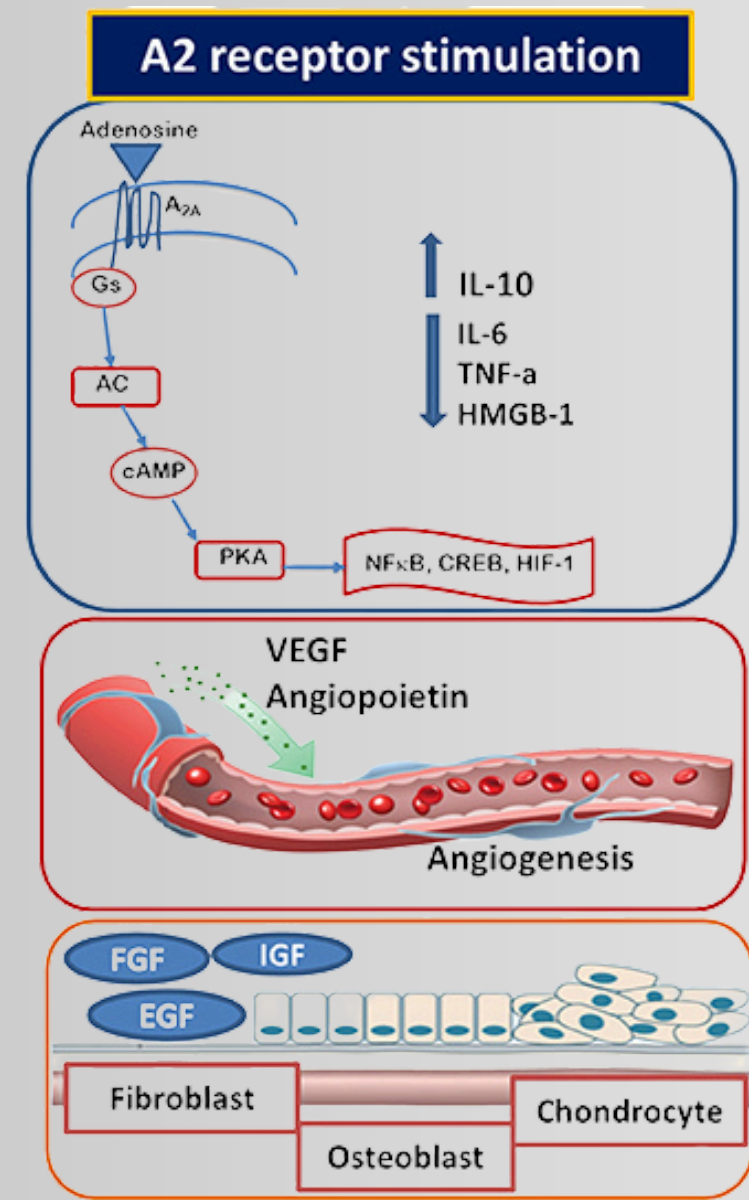 A2 receptor stimulation
Adenosine
A2A
Gs
AC
cAMP
PKA
NFκB, CREB, HIF-1
IL-10
IL-6
TNF-a
HMGB-1
VEGF
Angiopoietin
Angiogenesis
FGF
IGF
EGF
Fibroblast
Osteoblast
Chondrocyte